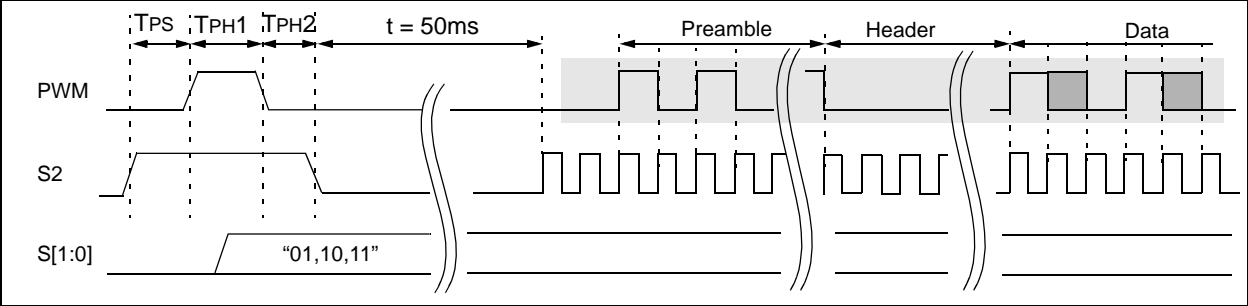 TPS TPH1 TPH2 t = 50ms Preamble Header Data
PWM
S2
S[1:0] “01,10,11”